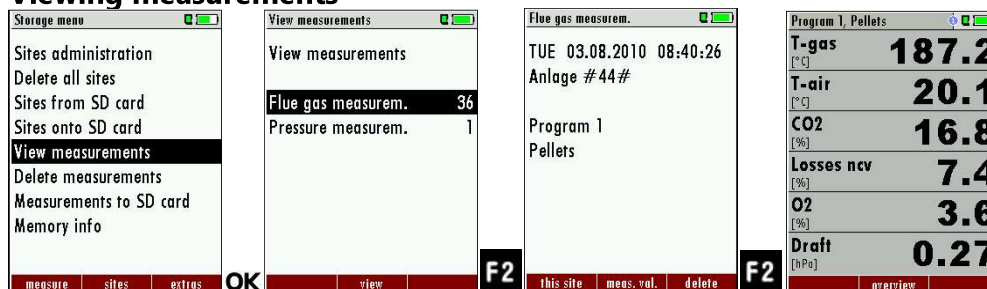 Viewing measurements
Storage menu
Sites administration
Delete all sites
Sites from SD card
Sites onto SD card
View measurements
Delete measurements
Measurements to SD card
Memory info
measure sites extras
OK
View measurements
View measurements
Flue gas measurem. 36
Pressure measurem. 1
view
F2
Flue gas measurem.
TUE 03.08.2010 08:40:26
Anlage #44#
Program 1
Pellets
this site meas. val. delete
F2
Program 1, Pellets
T-gas 187.2
[°C]
T-air 20.1
[°C]
CO2 16.8
[%]
Losses ncv 7.4
[%]
O2 3.6
[%]
Draft 0.27
[hPa]
overview